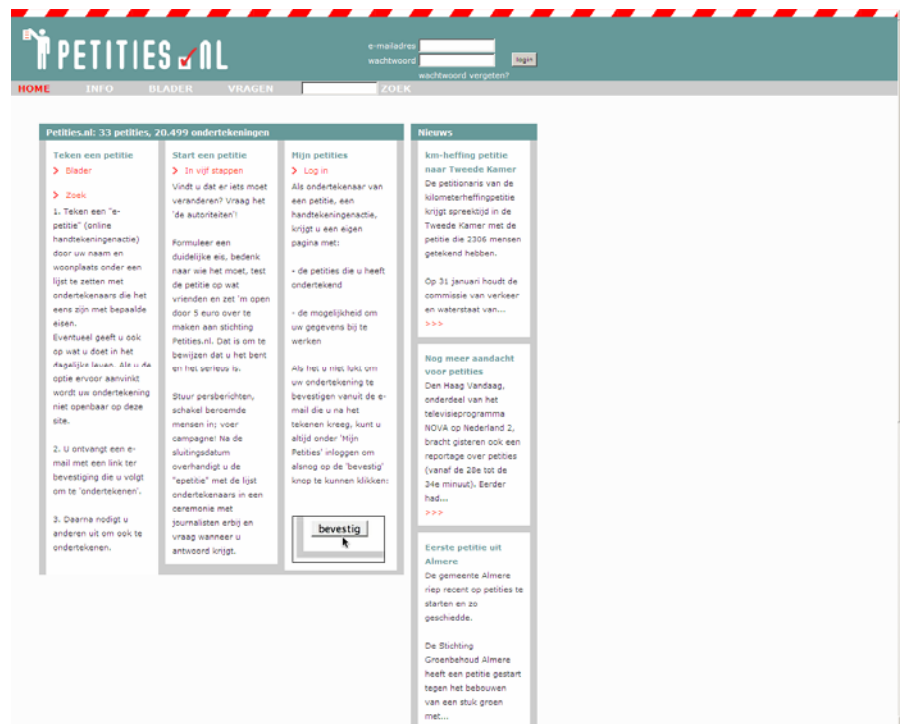 PETITIES NL
e-mailadres
wachtwoord
login
wachtwoord vergeten?
HOME INFO BLADER VRAGEN ZOEK
Petities.nl: 33 petities, 20.499 ondertekeningen
Teken een petitie
Blader
Zoek
1. Teken een "e-
petitie" (online
handtekeningenactie)
door uw naam en
woonplaats onder een
lijst te zetten met
ondertekenaars die het
eens zijn met bepaalde
eisen.
Eventueel geeft u ook
op wat u doet in het
dagelijks leven. Als u de
optie ervoor aanvinkt
wordt uw ondertekening
niet openbaar op deze
site.
2. U ontvangt een e-
mail met een link ter
bevestiging die u volgt
om te 'ondertekenen'.
3. Daarna nodigt u
anderen uit om ook te
ondertekenen.
Start een petitie
In vijf stappen
Vindt u dat er iets moet
veranderen? Vraag het
'de autoriteiten'!
Formuleer een
duidelijke eis, bedenk
naar wie het moet, test
de petitie op wat
vrienden en zet 'm open
door 5 euro over te
maken aan stichting
Petities.nl. Dat is om te
bewijzen dat u het bent
en het serieus is.
Stuur persberichten,
schakel beroemde
mensen in; voer
campagne! Na de
sluitingsdatum
overhandigt u de
"epetitie" met de lijst
ondertekenaars in een
ceremonie met
journalisten erbij en
vraag wanneer u
antwoord krijgt.
Mijn petities
Log in
Als ondertekenaar van
een petitie, een
handtekeningenactie,
krijgt u een eigen
pagina met:
- de petities die u heeft
ondertekend
- de mogelijkheid om
uw gegevens bij te
werken
Als het u niet lukt om
uw ondertekening te
bevestigen vanuit de e-
mail die u na het
tekenen kreeg, kunt u
altijd onder 'Mijn
Petities' inloggen om
alsnog op de 'bevestig'
knop te kunnen klikken:
bevestig
Nieuws
km-heffing petitie
naar Tweede Kamer
De petitionaris van de
kilometerheffingpetitie
krijgt spreektijd in de
Tweede Kamer met de
petitie die 2306 mensen
getekend hebben.
Op 31 januari houdt de
commissie van verkeer
en waterstaat van...
>>>
Nog meer aandacht
voor petities
Den Haag Vandaag,
onderdeel van het
televisieprogramma
NOVA op Nederland 2,
bracht gisteren ook een
reportage over petities
(vanaf de 28e tot de
34e minuut). Eerder
had...
>>>
Eerste petitie uit
Almere
De gemeente Almere
riep recent op petities te
starten en zo
geschiedde.
De Stichting
Groenbehoud Almere
heeft een petitie gestart
tegen het bebouwen
van een stuk groen
met...